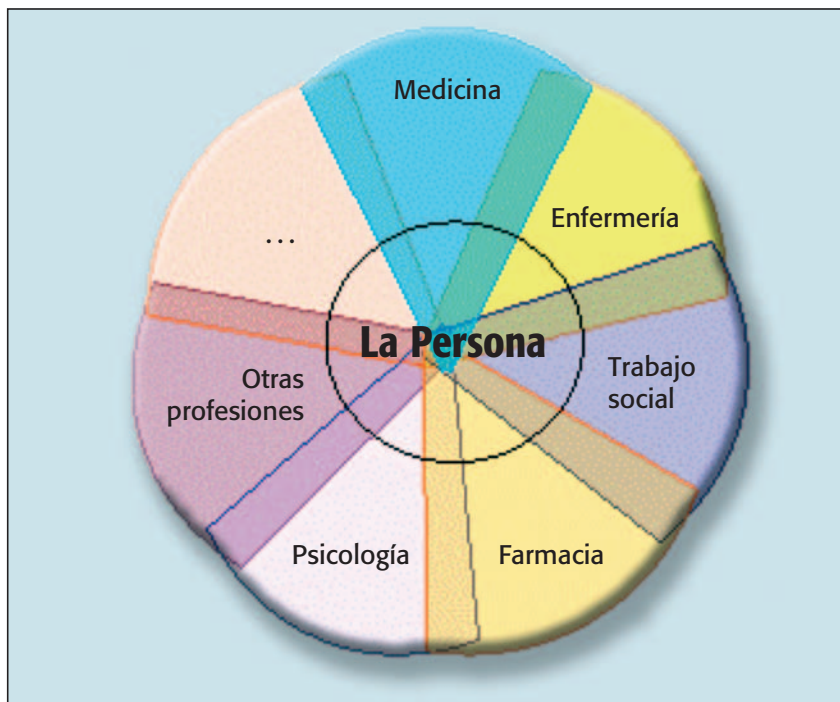 Medicina
Enfermería
...
La Persona
Trabajo
social
Otras
profesiones
Psicología
Farmacia